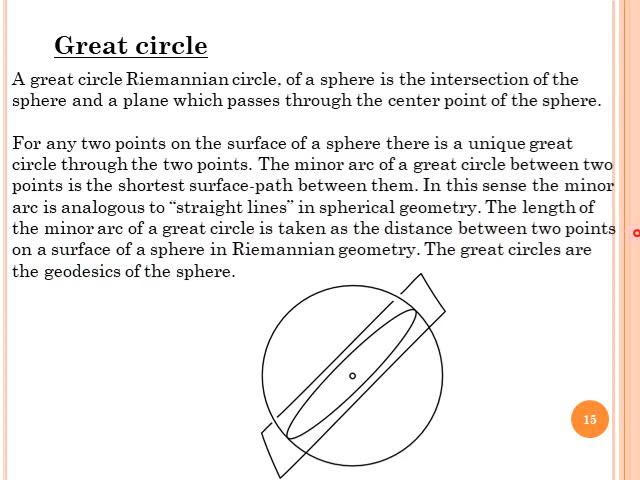 Great circle
A great circle Riemannian circle, of a sphere is the intersection of the
sphere and a plane which passes through the center point of the sphere.
For any two points on the surface of a sphere there is a unique great
circle through the two points. The minor arc of a great circle between two
points is the shortest surface-path between them. In this sense the minor
arc is analogous to “straight lines” in spherical geometry. The length of
the minor arc of a great circle is taken as the distance between two points
on a surface of a sphere in Riemannian geometry. The great circles are
the geodesics of the sphere.
15